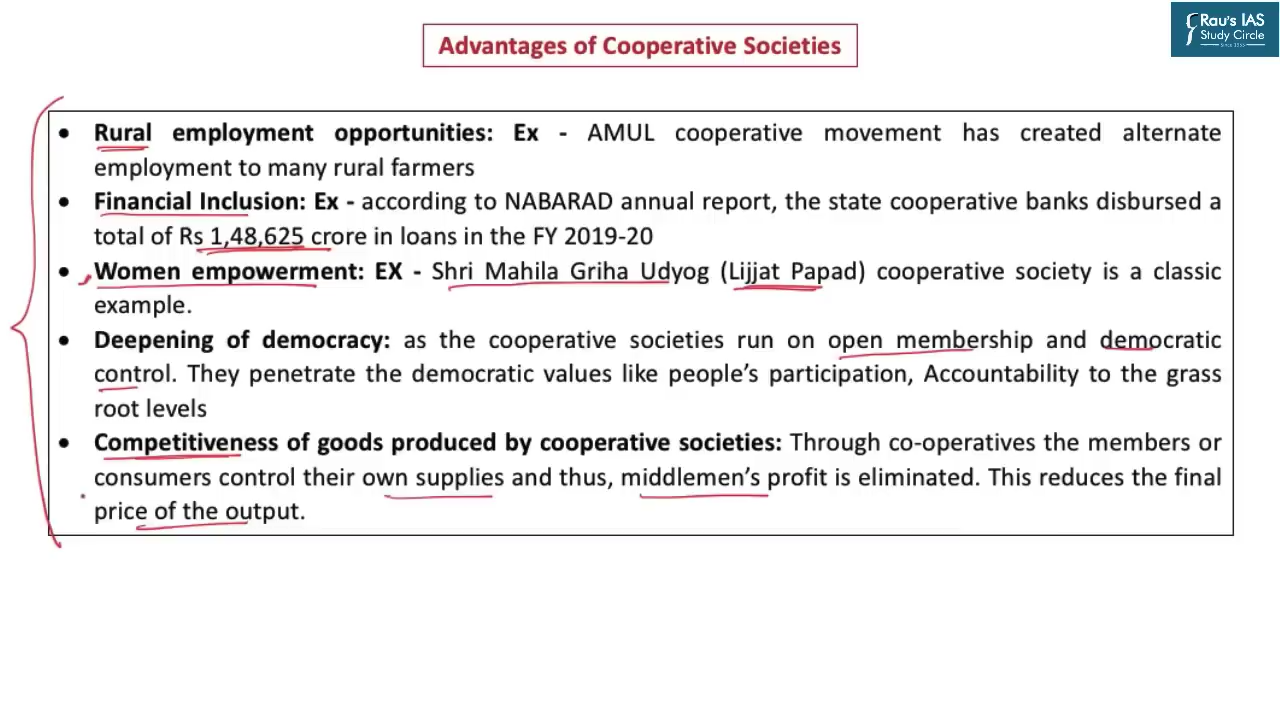 Rau's IAS
Study Circle
Since 1953
Advantages of Cooperative Societies
• Rural employment opportunities: Ex - AMUL cooperative movement has created alternate
employment to many rural farmers
• Financial Inclusion: Ex - according to NABARAD annual report, the state cooperative banks disbursed a
total of Rs 1,48,625 crore in loans in the FY 2019-20
• Women empowerment: EX - Shri Mahila Griha Udyog (Lijjat Papad) cooperative society is a classic
example.
• Deepening of democracy: as the cooperative societies run on open membership and democratic
control. They penetrate the democratic values like people’s participation, Accountability to the grass
root levels
• Competitiveness of goods produced by cooperative societies: Through co-operatives the members or
consumers control their own supplies and thus, middlemen’s profit is eliminated. This reduces the final
price of the output.